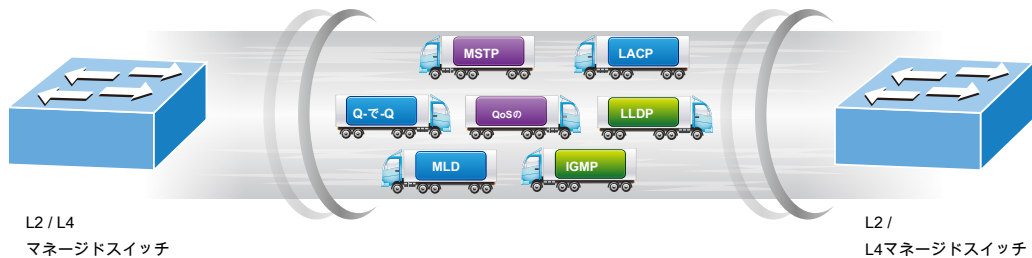 MSTP
LACP
Q-で-Q
QoSの
LLDP
MLD
IGMP
L2 / L4
マネージドスイッチ
L2 /
L4マネージドスイッチ